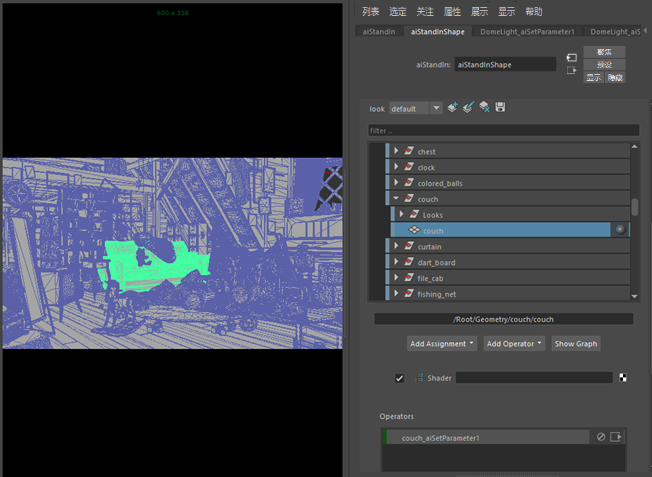 600 x 338
列表 选定 关注 属性 展示 显示 帮助
aiStandIn aiStandInShape DomeLight_aiSetParameter1 DomeLight_aiS
aiStandIn: aiStandInShape
聚焦
预设
显示 隐藏
look default
filter ..
chest
clock
colored_balls
couch
Looks
couch
curtain
dart_board
file_cab
fishing_net
/Root/Geometry/couch/couch
Add Assignment Add Operator Show Graph
Shader
Operators
couch_aiSetParameter1